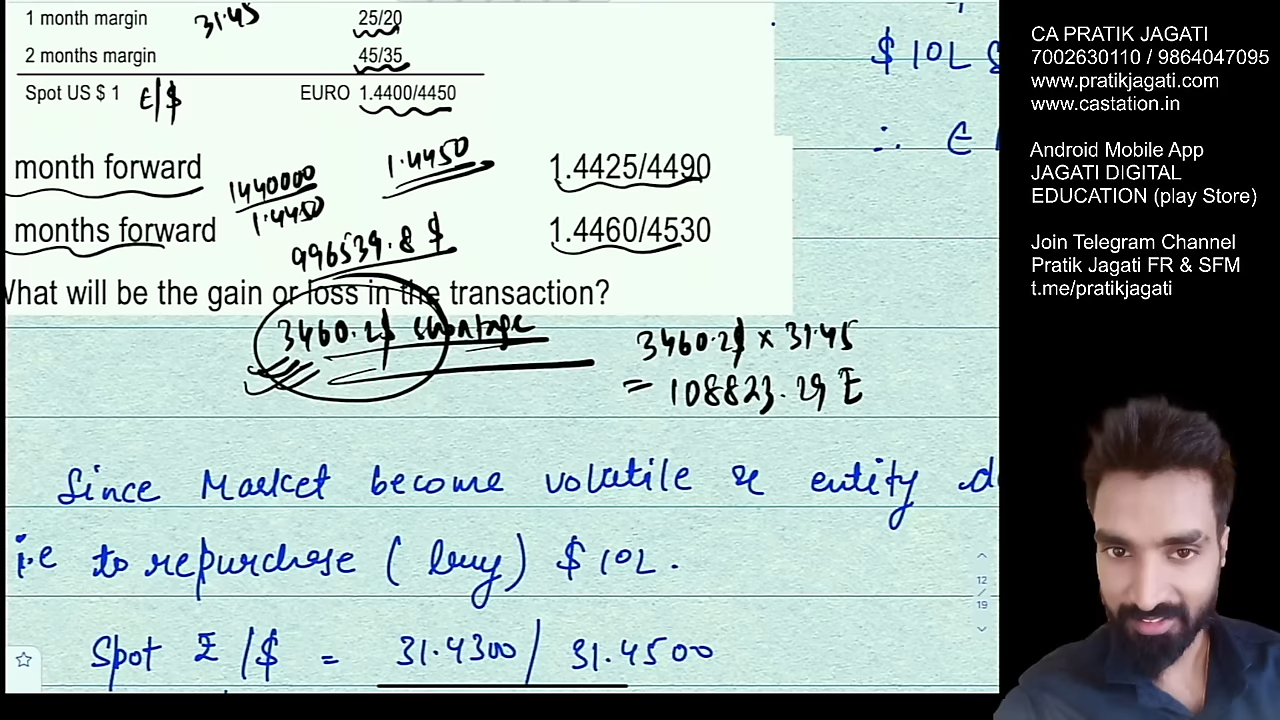 1 month margin 31.45 25/20
2 months margin 45/35
Spot US $ 1 €/$ EURO 1.4400/4450
month forward 1440000 / 1.4450 1.4450 1.4425/4490
months forward 996539.8 $ 1.4460/4530
What will be the gain or loss in the transaction?
3460.2$ shortage
3460.2$ x 31.45
= 108823.29 ₹
Since Market become volatile & entity d
i.e to repurchase (buy) $ 10L.
Spot ₹/$ = 31.4300/31.4500
$ 10L
∴ €
12
19
CA PRATIK JAGATI
7002630110 / 9864047095
www.pratikjagati.com
www.castation.in
Android Mobile App
JAGATI DIGITAL
EDUCATION (play Store)
Join Telegram Channel
Pratik Jagati FR & SFM
t.me/pratikjagati